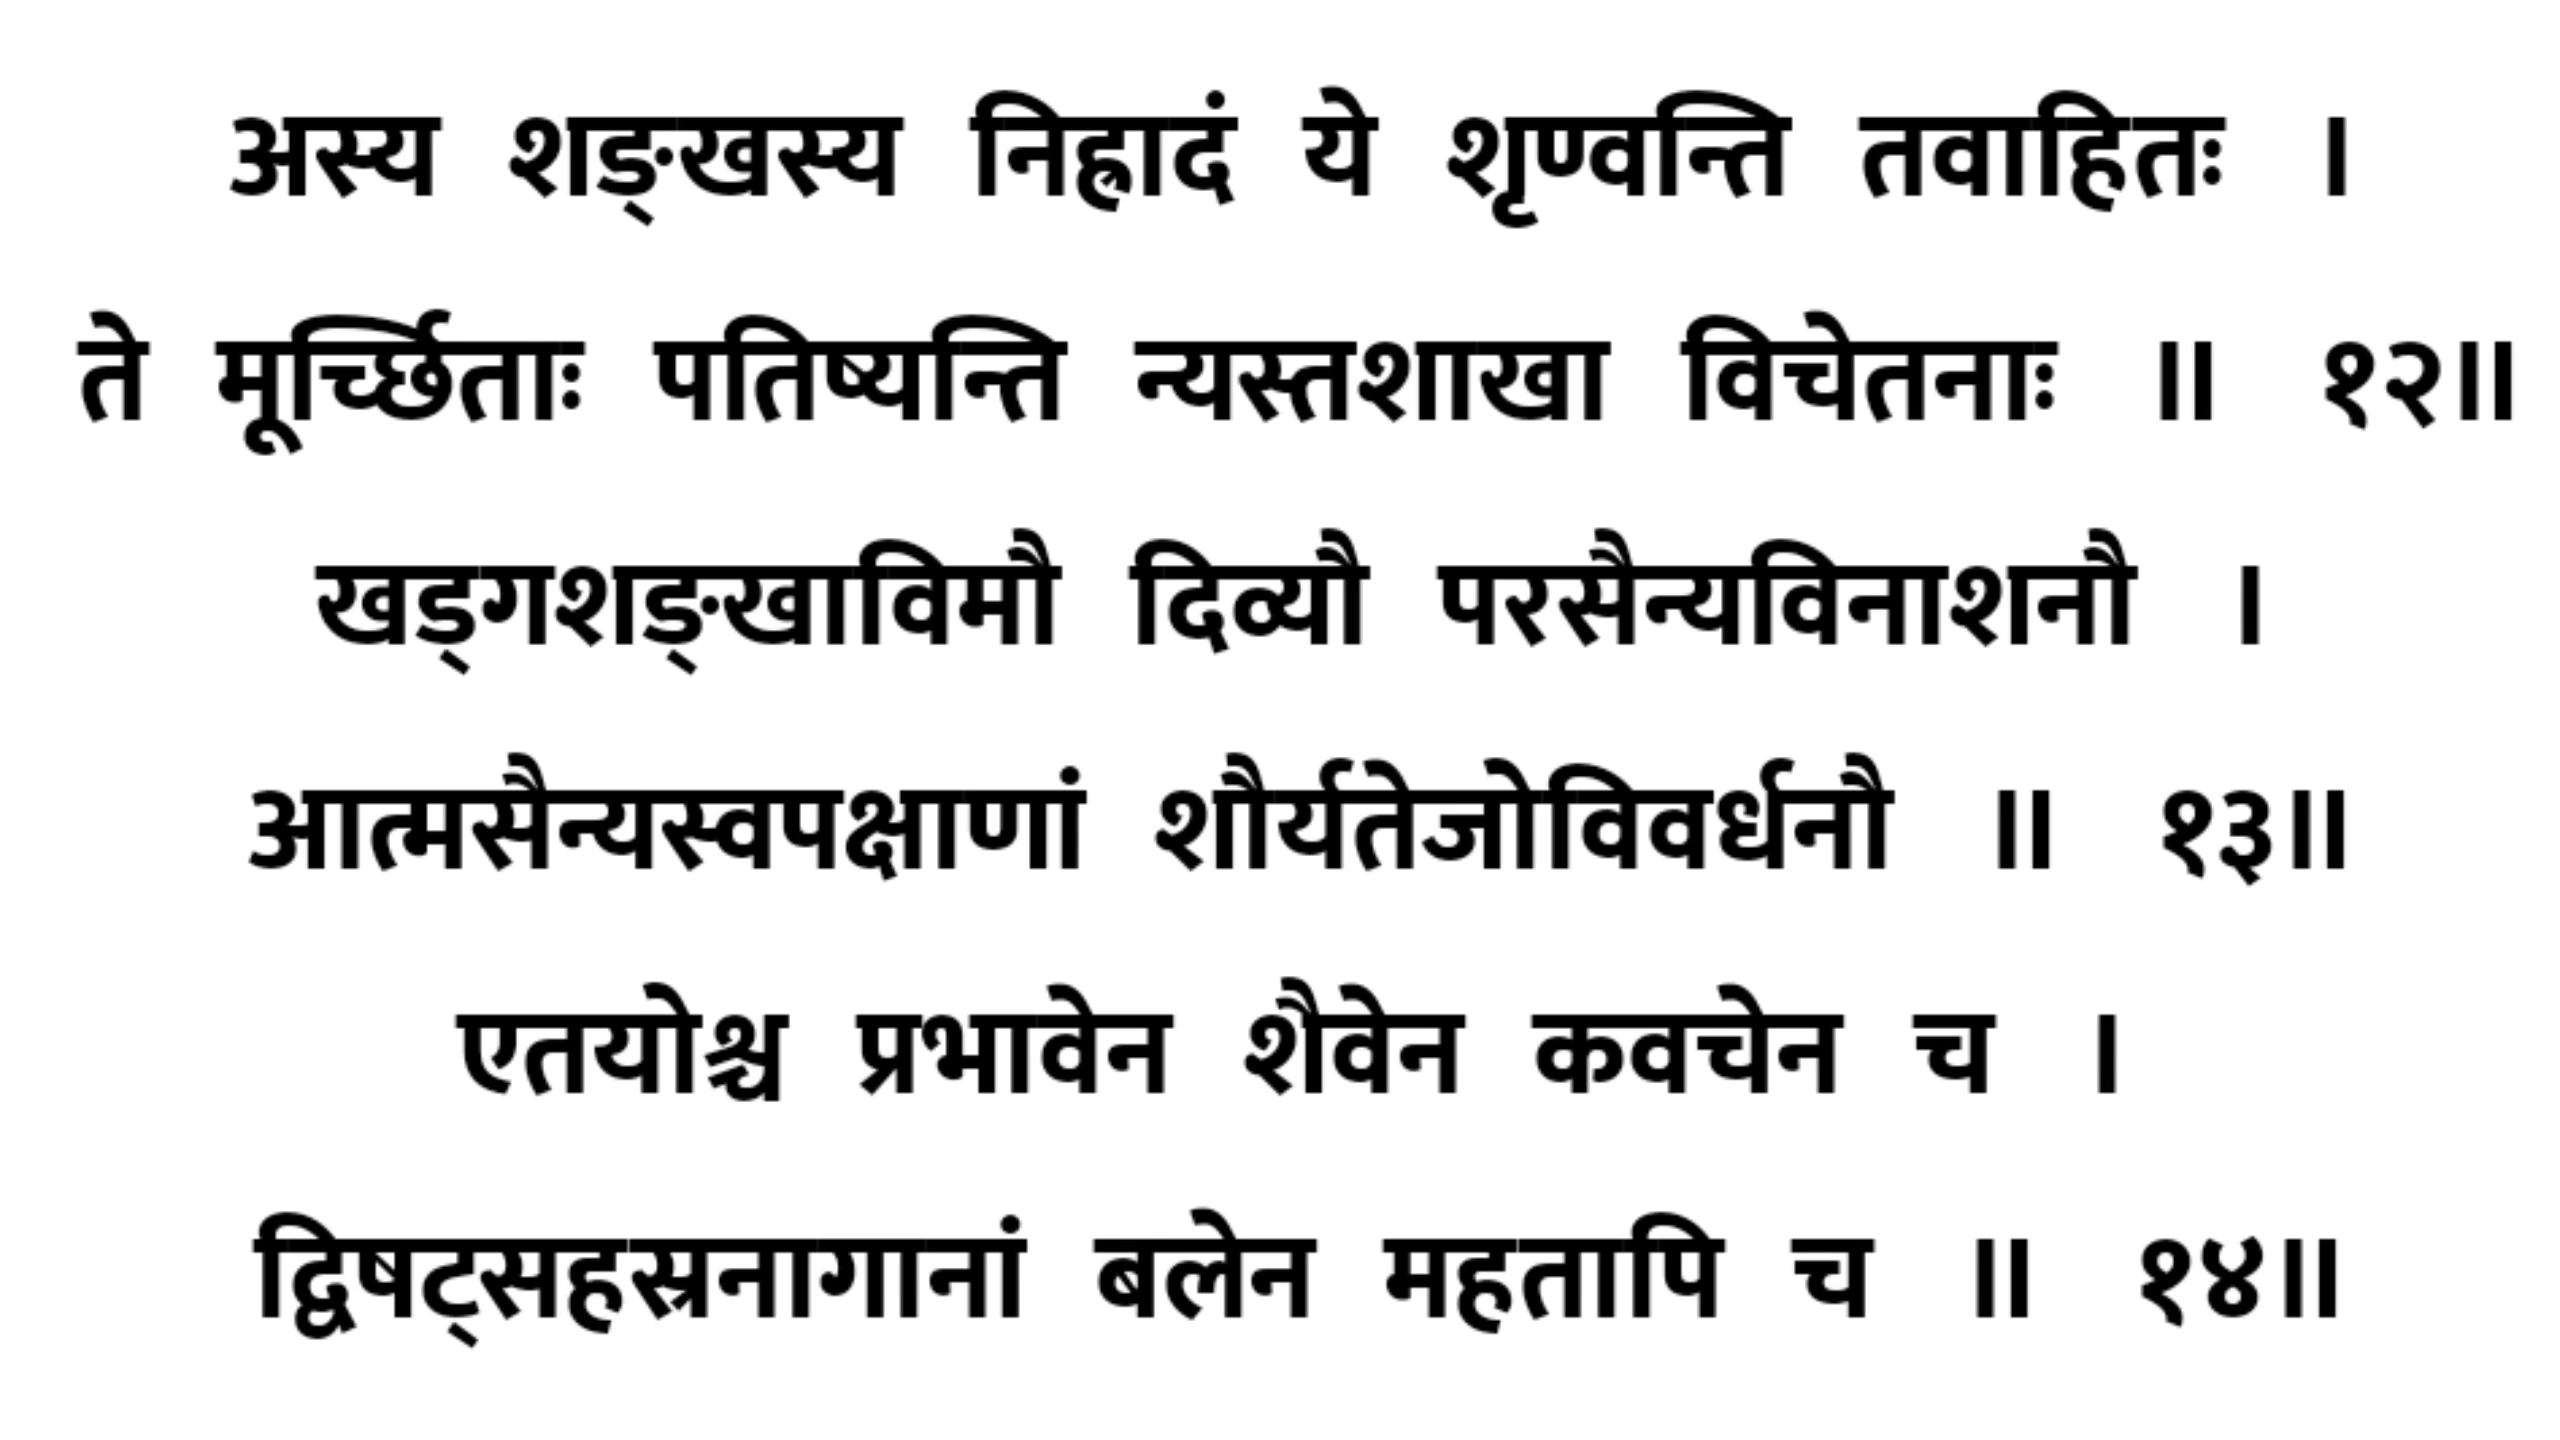 अस्य शङ्खस्य निह्रादं ये शृण्वन्ति तवाहितः ।
ते मूर्च्छिताः पतिष्यन्ति न्यस्तशाखा विचेतनाः ॥ १२॥
खड्गशङ्खाविमौ दिव्यौ परसैन्यविनाशनौ ।
आत्मसैन्यस्वपक्षाणां शौर्यतेजोविवर्धनौ ॥ १३॥
एतयोश्च प्रभावेन शैवेन कवचेन च ।
द्विषट्सहस्रनागानां बलेन महतापि च ॥ १४॥